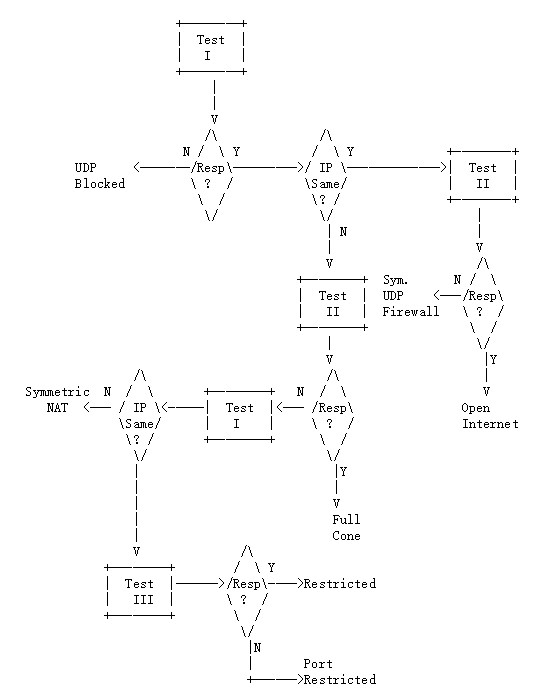 Test
I
N Y Y
UDP Resp IP Test
Blocked ? Same II
?
N
N
Sym.
UDP Resp
Test Firewall ?
II
Y
N N
Symmetric IP Test Resp Open
NAT Same I ? Internet
?
Y
Full
Cone
Y
Test Resp Restricted
III ?
N
Port
Restricted